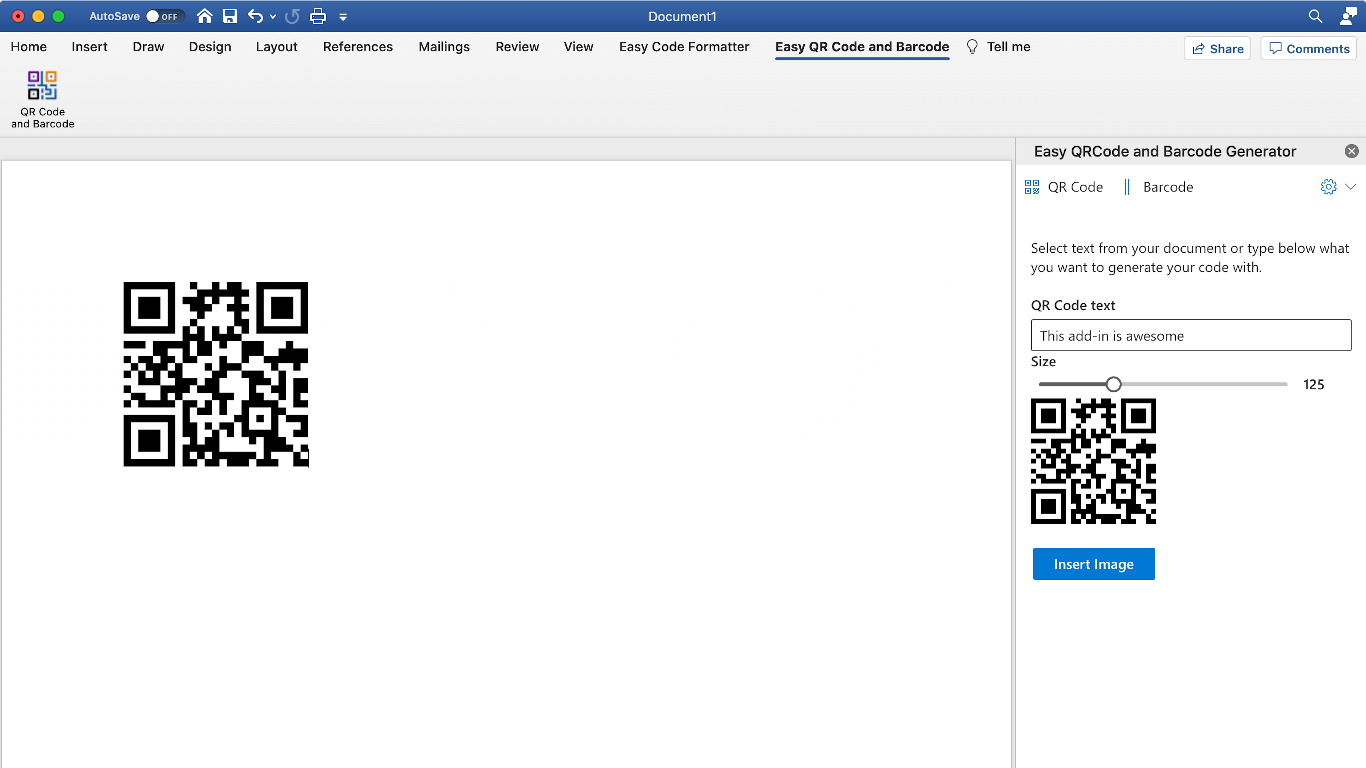 AutoSave OFF Document1
Home Insert Draw Design Layout References Mailings Review View Easy Code Formatter Easy QR Code and Barcode Tell me Share Comments
QR Code
and Barcode
Easy QRCode and Barcode Generator
QR Code Barcode
Select text from your document or type below what
you want to generate your code with.
QR Code text
This add-in is awesome
Size
125
Insert Image